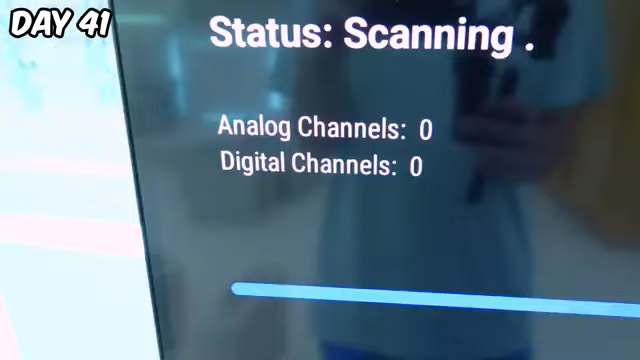 DAY 41
Status: Scanning .
Analog Channels: 0
Digital Channels: 0